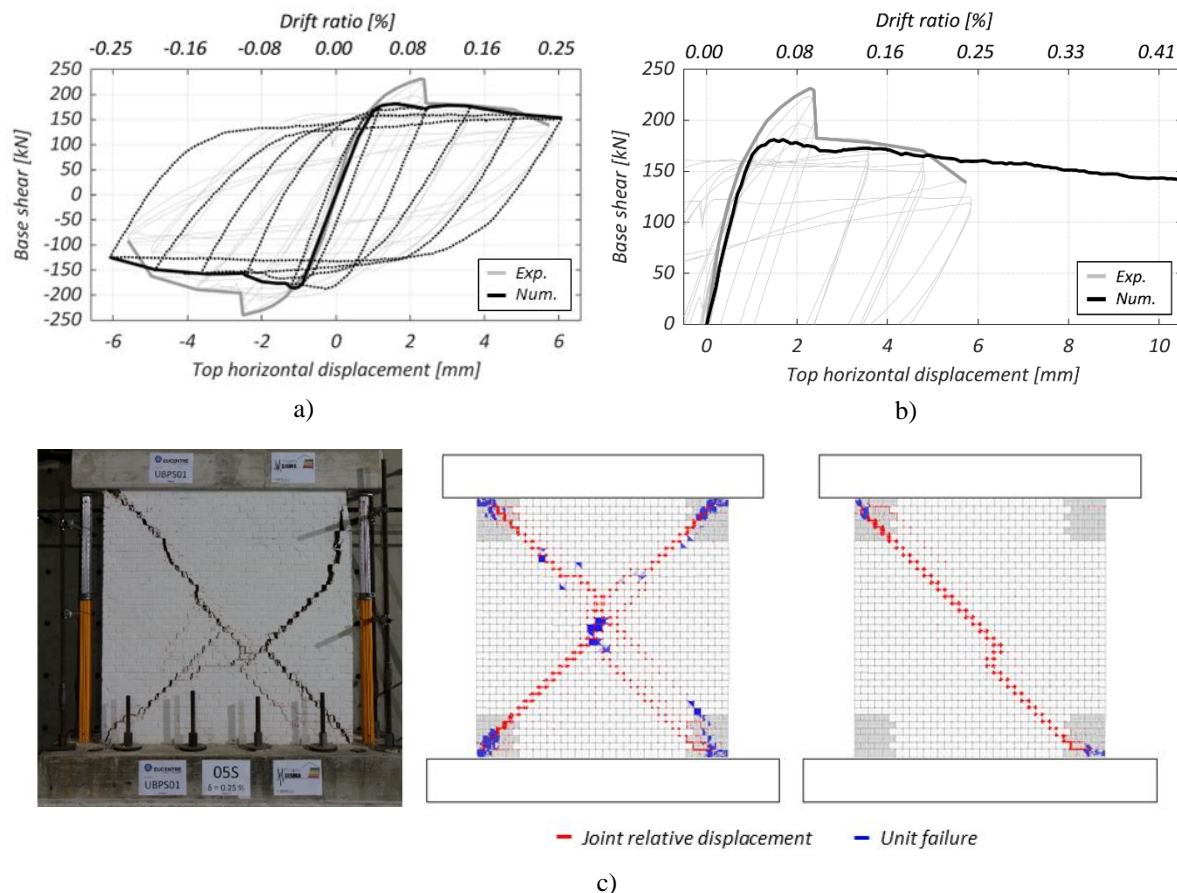 Drift ratio [%]
-0.25 -0.16 -0.08 0.00 0.08 0.16 0.25
250
200
150
100
50
0
-50
-100
-150
-200
-250
Base shear [kN]
Exp.
Num.
-6 -4 -2 0 2 4 6
Top horizontal displacement [mm]
a)
Drift ratio [%]
0.00 0.08 0.16 0.25 0.33 0.41
250
200
150
100
50
0
Base shear [kN]
Exp.
Num.
0 2 4 6 8 10
Top horizontal displacement [mm]
b)
EUCENTRE
UBPS01
EUCENTRE
UBPS01
05S
δ = 0.25 %
Joint relative displacement
Unit failure
c)